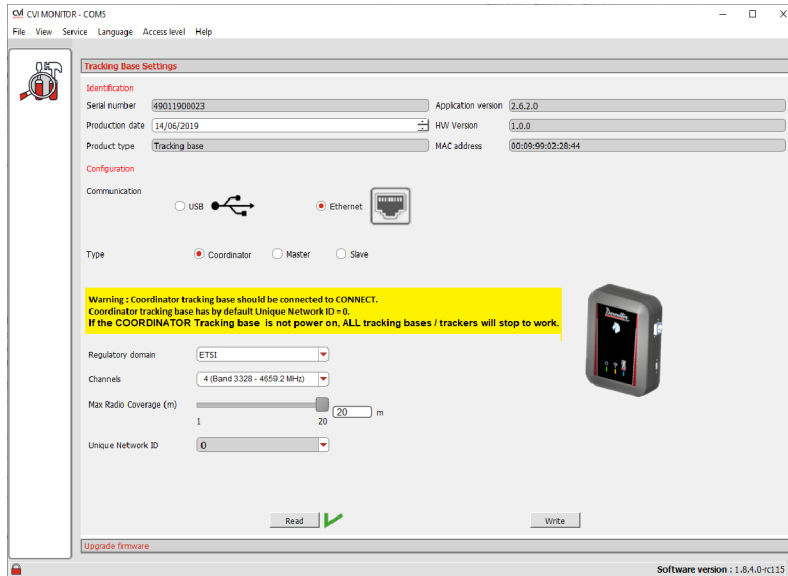 CVI CVI MONITOR - COM5
File View Service Language Access level Help
Tracking Base Settings
Identification
Serial number 49011900023 Application version 2.6.2.0
Production date 14/06/2019 HW Version 1.0.0
Product type Tracking base MAC address 00:09:99:02:28:44
Configuration
Communication
USB Ethernet
Type Coordinator Master Slave
Warning : Coordinator tracking base should be connected to CONNECT.
Coordinator tracking base has by default Unique Network ID = 0.
If the COORDINATOR Tracking base is not power on, ALL tracking bases / trackers will stop to work.
Desoutter
Regulatory domain ETSI
Channels 4 (Band 3328 - 4659.2 MHz)
Max Radio Coverage (m) 20 m
1 20
Unique Network ID 0
Read Write
Upgrade firmware
Software version : 1.8.4.0-rc115